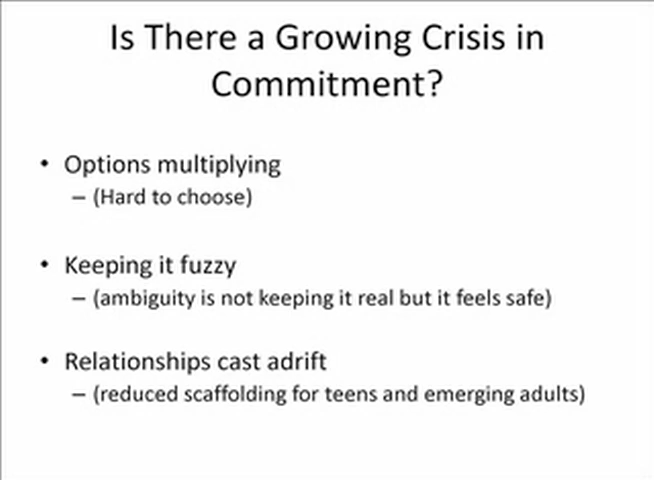 Is There a Growing Crisis in
Commitment?
• Options multiplying
– (Hard to choose)
• Keeping it fuzzy
– (ambiguity is not keeping it real but it feels safe)
• Relationships cast adrift
– (reduced scaffolding for teens and emerging adults)